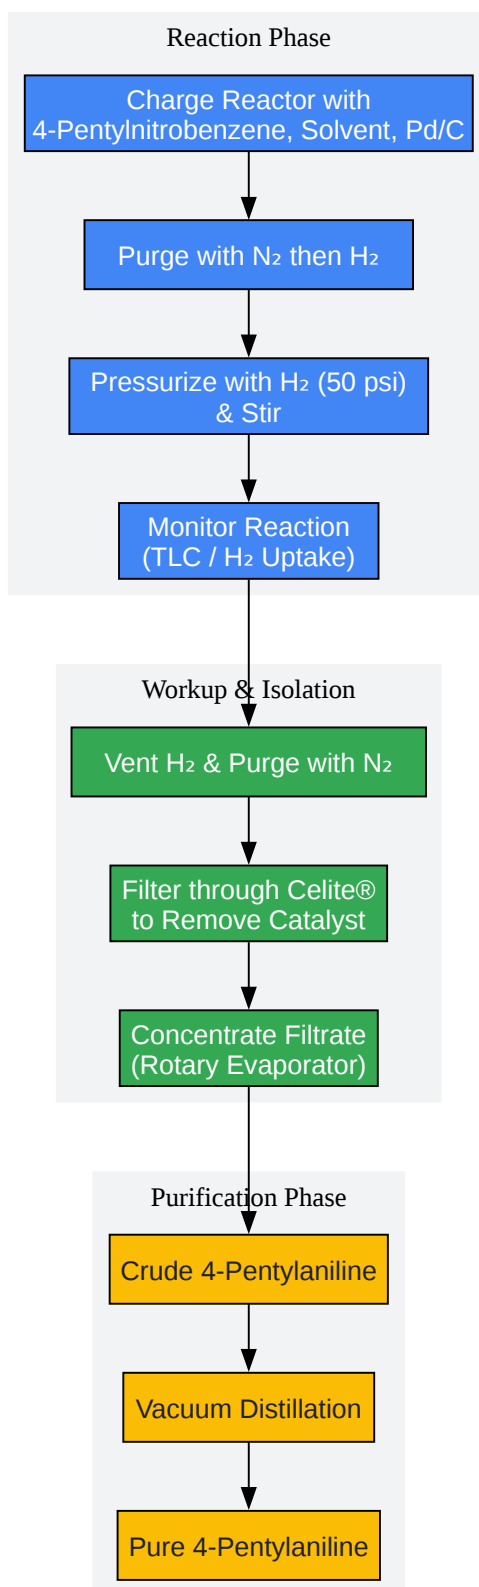 Reaction Phase
Charge Reactor with
4-Pentylnitrobenzene, Solvent, Pd/C
Purge with N₂ then H₂
Pressurize with H₂ (50 psi)
& Stir
Monitor Reaction
(TLC / H₂ Uptake)
Workup & Isolation
Vent H₂ & Purge with N₂
Filter through Celite®
to Remove Catalyst
Concentrate Filtrate
(Rotary Evaporator)
Purification Phase
Crude 4-Pentylaniline
Vacuum Distillation
Pure 4-Pentylaniline